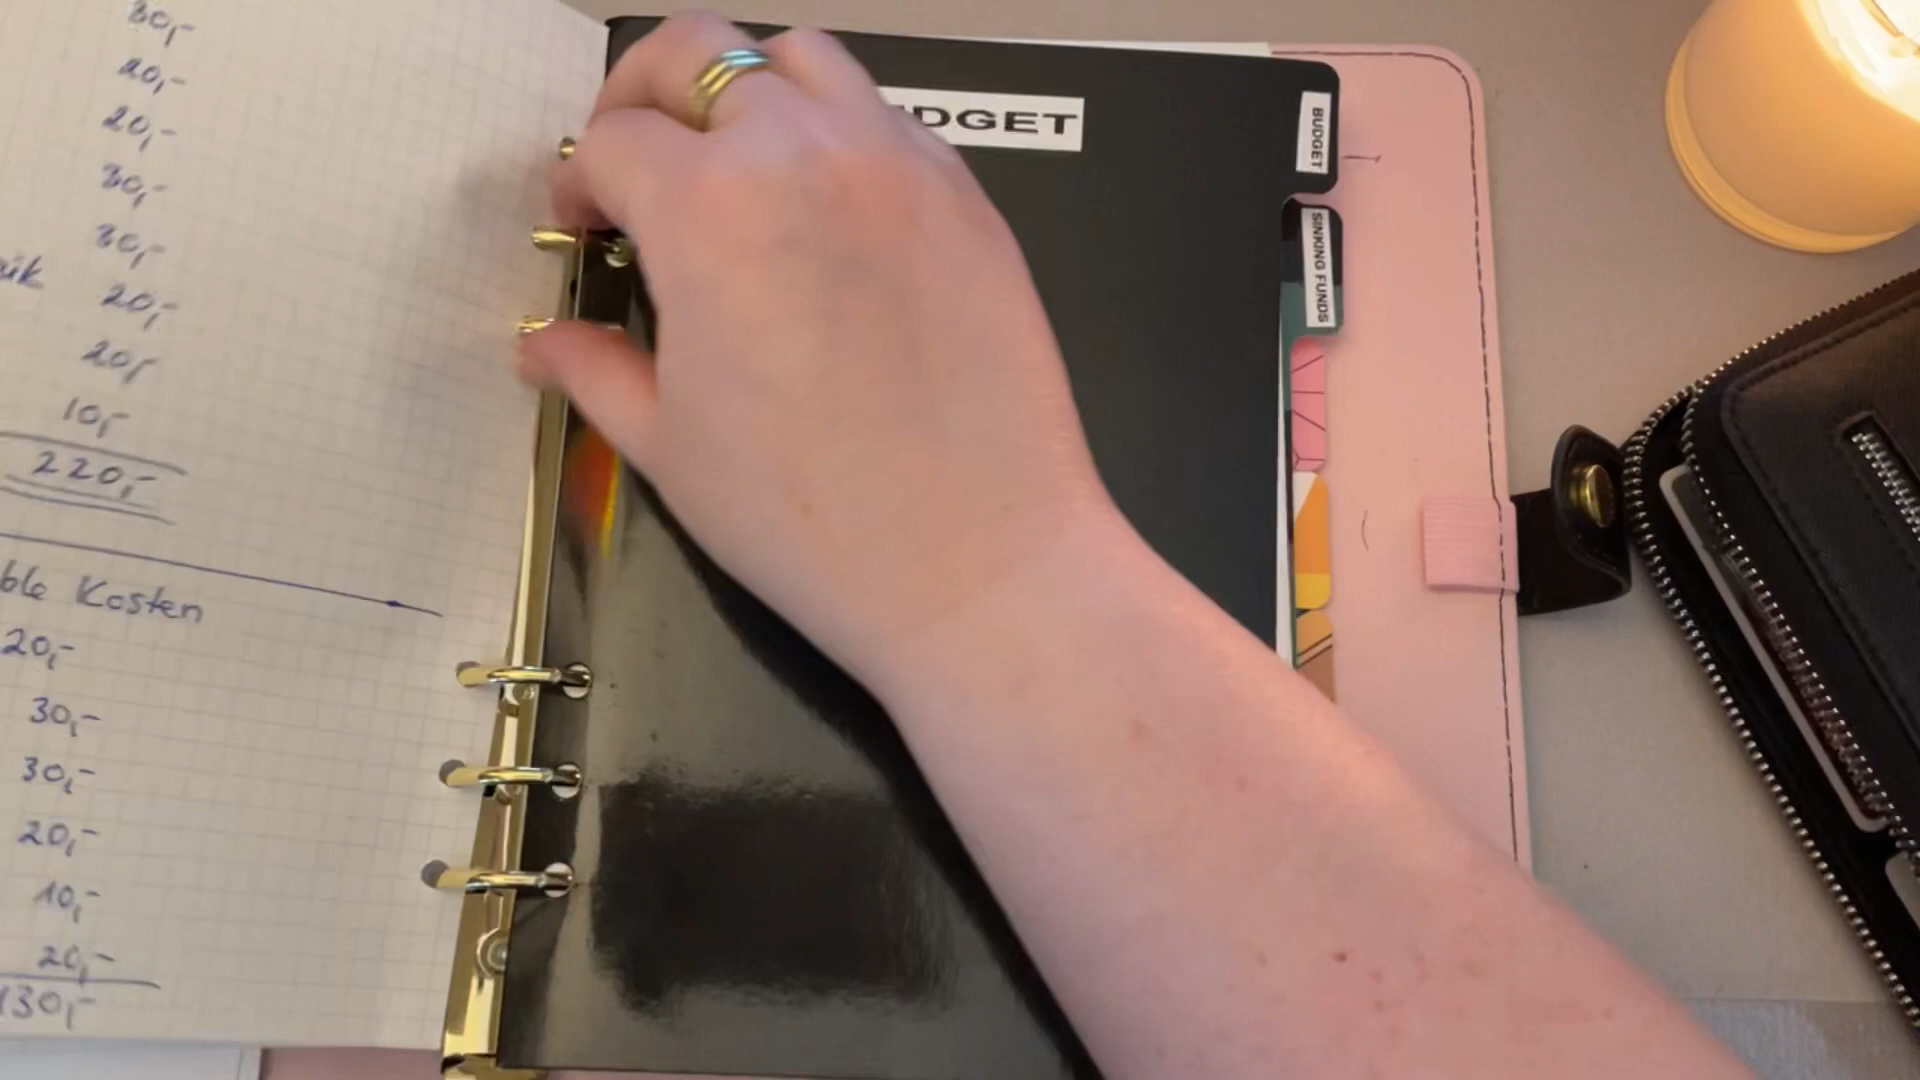 30,-
20,-
30,-
30,-
ik 20,-
20,-
10,-
220,-
ble Kosten
20,-
30,-
30,-
20,-
10,-
20,-
130,-
DGET
BUDGET
SINKING FUNDS